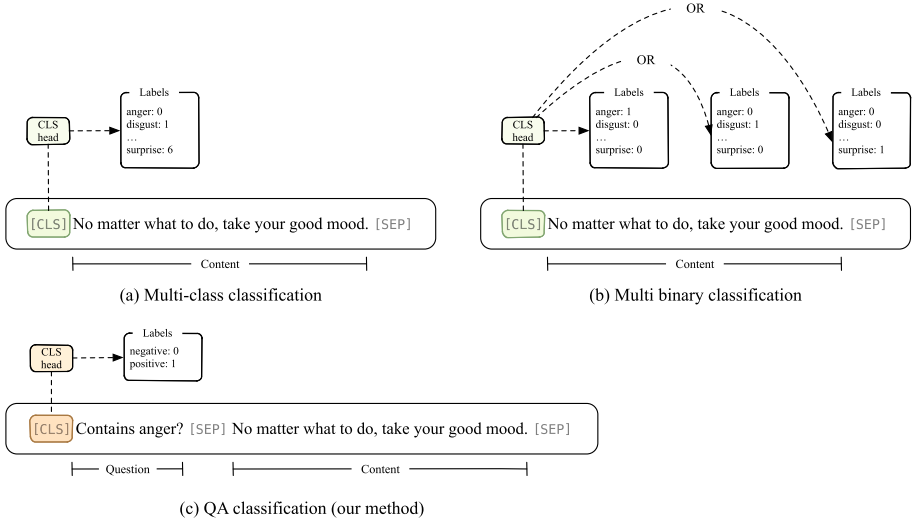 Labels
CLS
head
anger: 0
disgust: 1
…
surprise: 6
[CLS] No matter what to do, take your good mood. [SEP]
Content
(a) Multi-class classification
OR
OR
Labels
Labels
Labels
CLS
head
anger: 1
disgust: 0
…
surprise: 0
anger: 0
disgust: 1
…
surprise: 0
anger: 0
disgust: 0
…
surprise: 1
[CLS] No matter what to do, take your good mood. [SEP]
Content
(b) Multi binary classification
Labels
CLS
head
negative: 0
positive: 1
[CLS] Contains anger? [SEP] No matter what to do, take your good mood. [SEP]
Question
Content
(c) QA classification (our method)